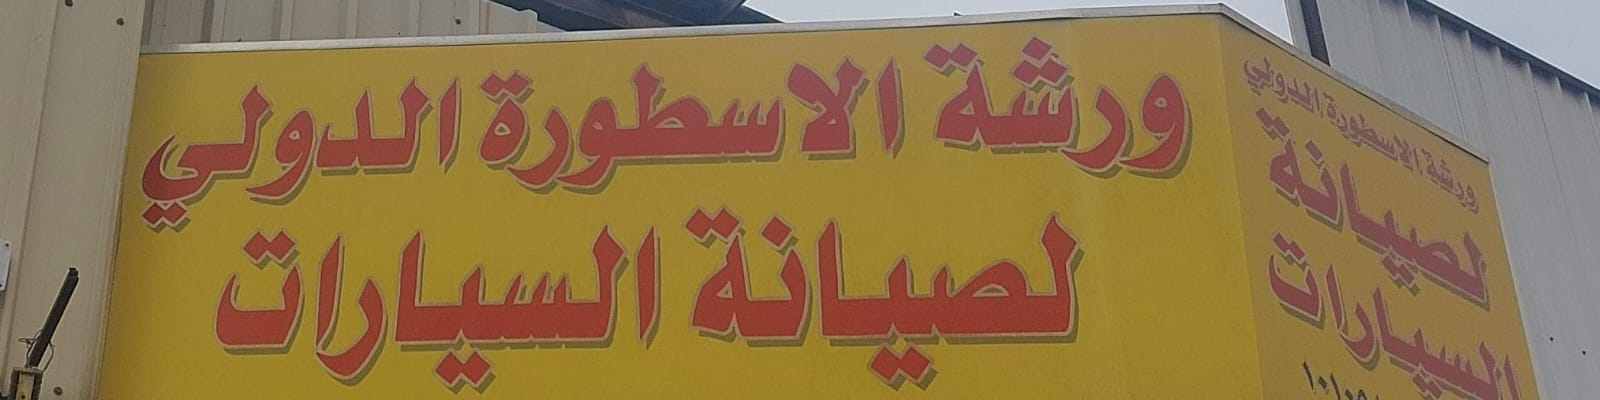 ورشة الاسطورة الدولي
لصيانة السيارات
ورشة الاسطورة الدولي
لصيانة
السيارات